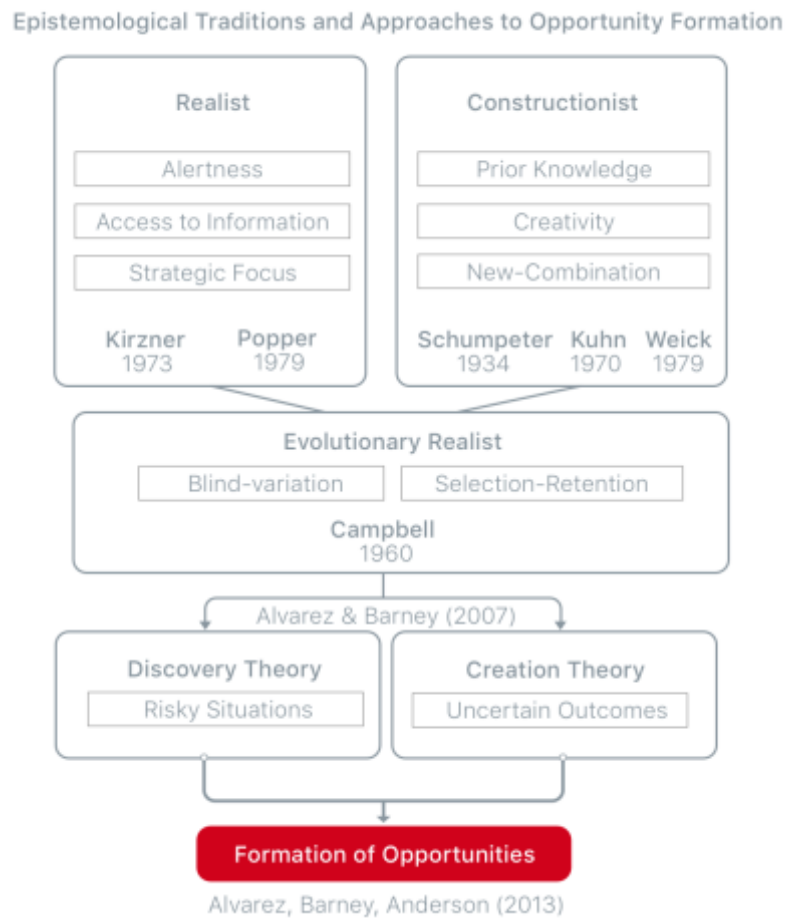 Epistemological Traditions and Approaches to Opportunity Formation
Realist
Alertness
Access to Information
Strategic Focus
Kirzner
1973
Popper
1979
Constructionist
Prior Knowledge
Creativity
New-Combination
Schumpeter
1934
Kuhn
1970
Weick
1979
Evolutionary Realist
Blind-variation
Selection-Retention
Campbell
1960
Alvarez & Barney (2007)
Discovery Theory
Risky Situations
Creation Theory
Uncertain Outcomes
Formation of Opportunities
Alvarez, Barney, Anderson (2013)